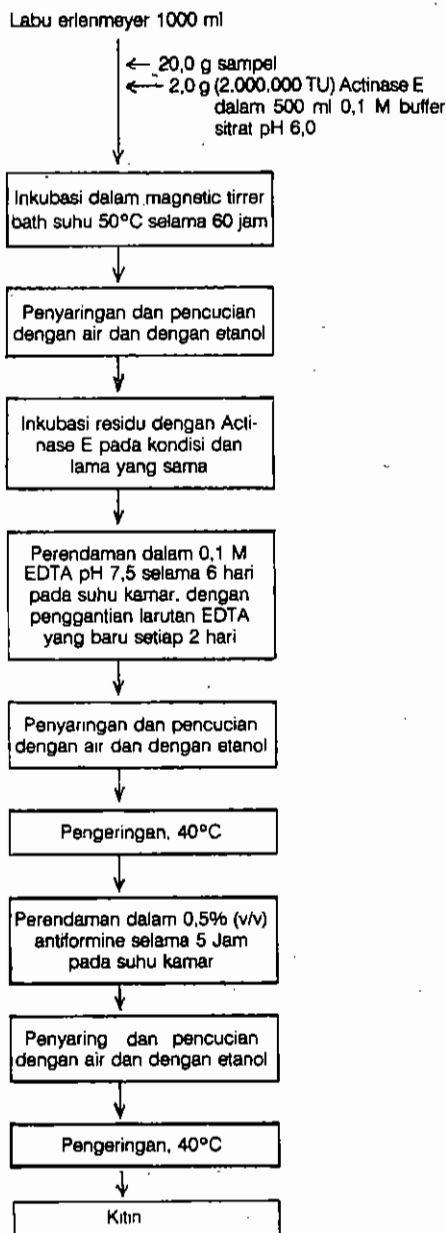 Labu erlenmeyer 1000 ml
20,0 g sampel
2,0 g (2.000.000 TU) Actinase E
dalam 500 ml 0,1 M buffer
sitrat pH 6,0
Inkubasi dalam magnetic tirrer
bath suhu 50°C selama 60 jam
Penyaringan dan pencucian
dengan air dan dengan etanol
Inkubasi residu dengan Acti-
nase E pada kondisi dan
lama yang sama
Perendaman dalam 0,1 M
EDTA pH 7,5 selama 6 hari
pada suhu kamar. dengan
penggantian larutan EDTA
yang baru setiap 2 hari
Penyaringan dan pencucian
dengan air dan dengan etanol
Pengeringan, 40°C
Perendaman dalam 0,5% (v/v)
antiformine selama 5 Jam
pada suhu kamar
Penyaring dan pencucian
dengan air dan dengan etanol
Pengeringan, 40°C
Kitin